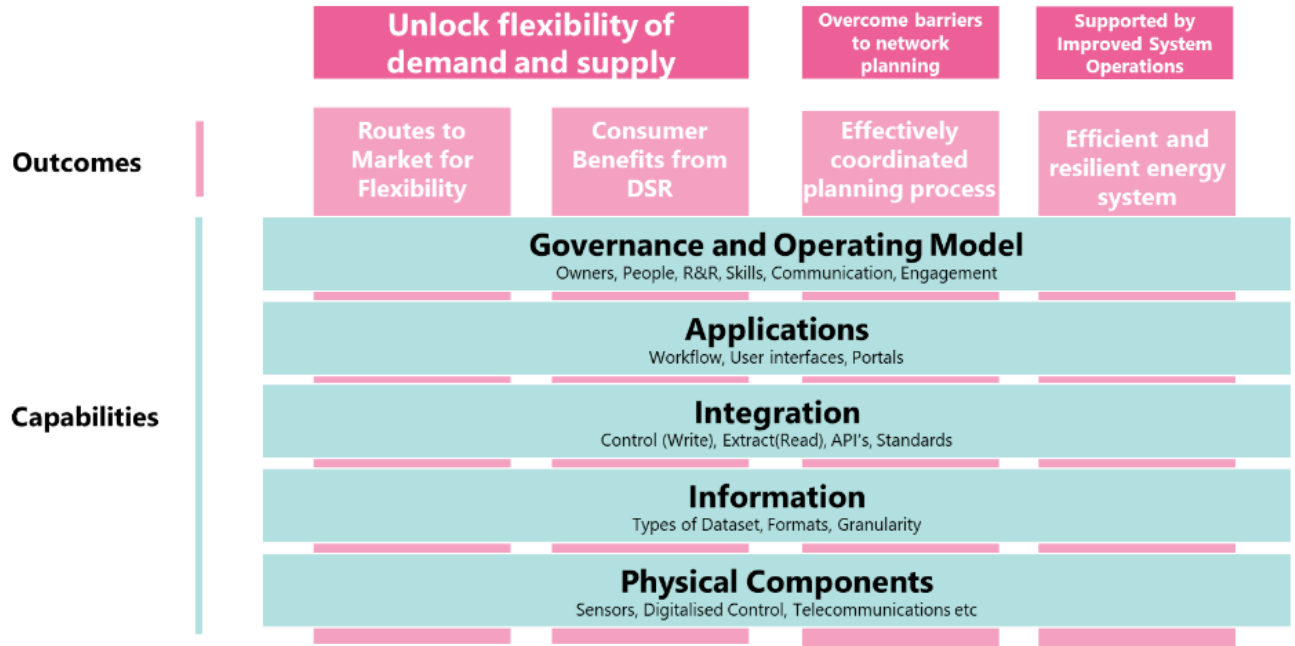 Unlock flexibility of
demand and supply
Overcome barriers
to network
planning
Supported by
Improved System
Operations
Outcomes
Routes to
Market for
Flexibility
Consumer
Benefits from
DSR
Effectively
coordinated
planning process
Efficient and
resilient energy
system
Capabilities
Governance and Operating Model
Owners, People, R&R, Skills, Communication, Engagement
Applications
Workflow, User interfaces, Portals
Integration
Control (Write), Extract(Read), API's, Standards
Information
Types of Dataset, Formats, Granularity
Physical Components
Sensors, Digitalised Control, Telecommunications etc